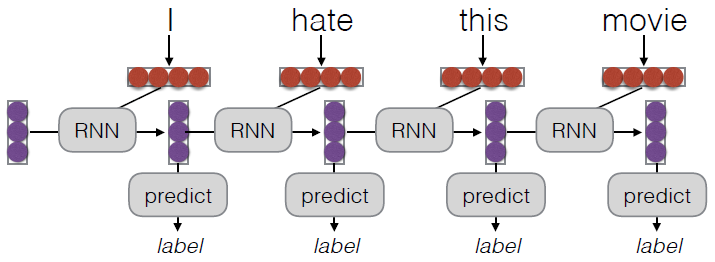 I hate this movie
RNN RNN RNN RNN
predict predict predict predict
label label label label